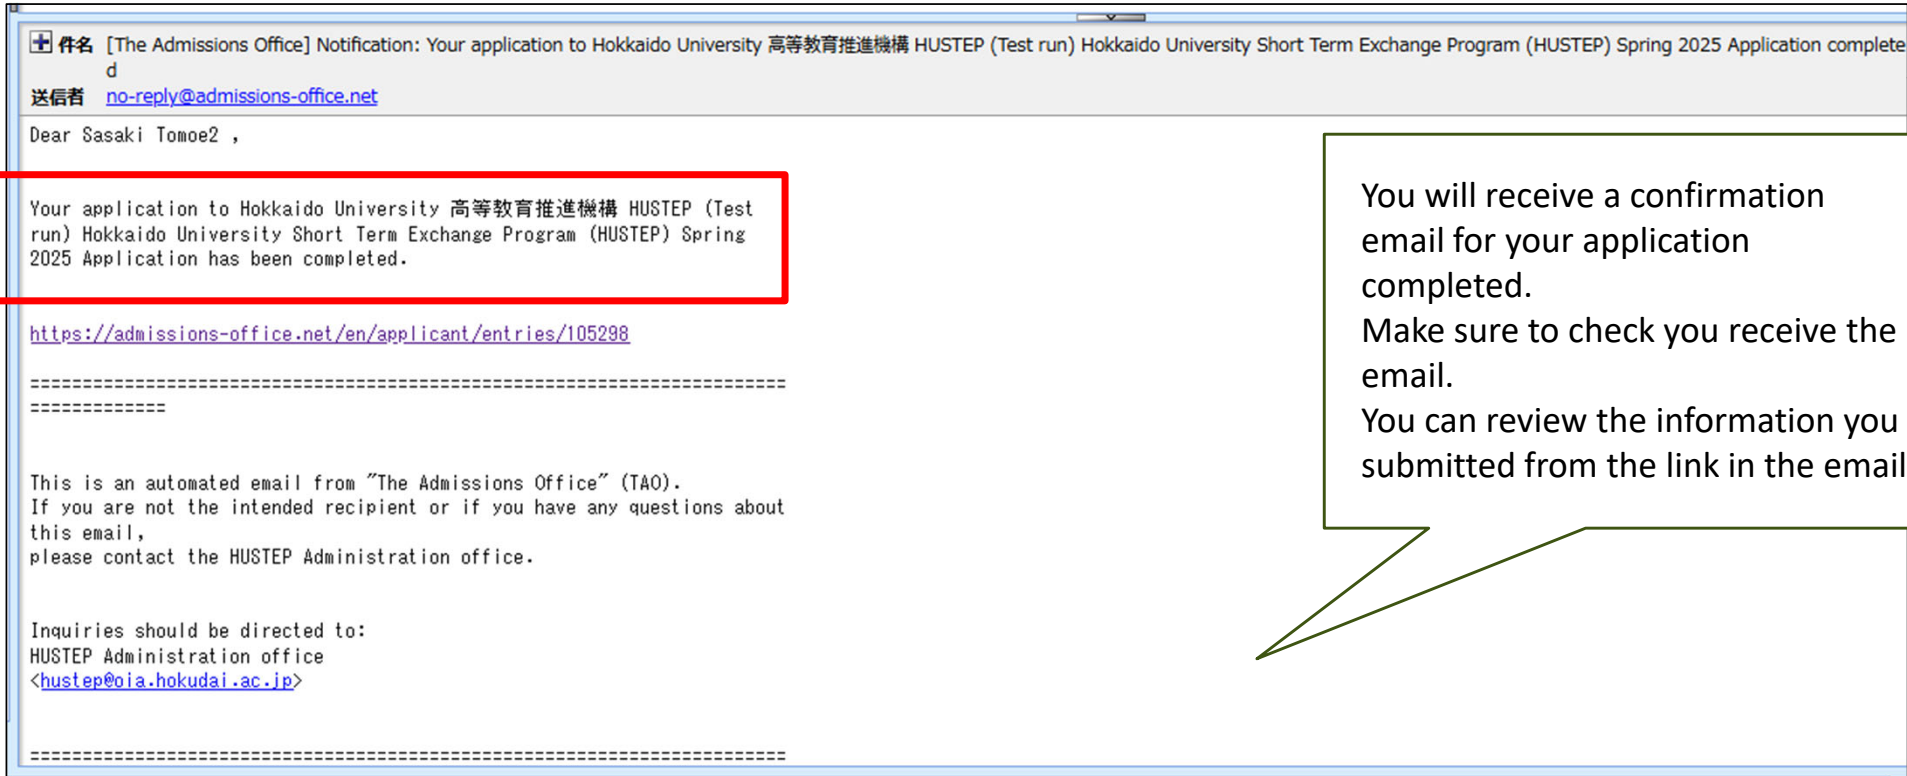 件名 [The Admissions Office] Notification: Your application to Hokkaido University 高等教育推進機構 HUSTEP (Test run) Hokkaido University Short Term Exchange Program (HUSTEP) Spring 2025 Application complete
d
送信者 no-reply@admissions-office.net
Dear Sasaki Tomoe2 ,
Your application to Hokkaido University 高等教育推進機構 HUSTEP (Test
run) Hokkaido University Short Term Exchange Program (HUSTEP) Spring
2025 Application has been completed.
https://admissions-office.net/en/applicant/entries/105298
========================================================================
=============
This is an automated email from "The Admissions Office" (TAO).
If you are not the intended recipient or if you have any questions about
this email,
please contact the HUSTEP Administration office.
Inquiries should be directed to:
HUSTEP Administration office
<hustep@oia.hokudai.ac.jp>
========================================================================
You will receive a confirmation
email for your application
completed.
Make sure to check you receive the
email.
You can review the information you
submitted from the link in the email